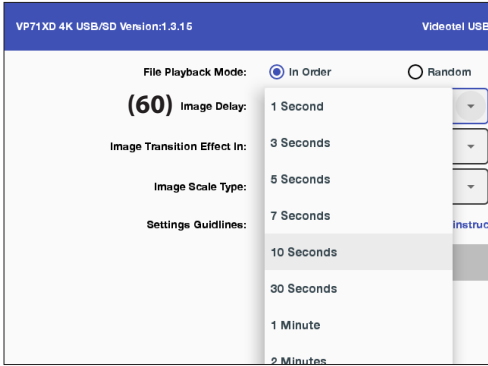 VP71XD 4K USB/SD Version:1.3.15 Videotel USB
File Playback Mode: In Order Random
(60) Image Delay: 1 Second
Image Transition Effect In: 3 Seconds
Image Scale Type: 5 Seconds
7 Seconds
Settings Guidlines: instruc
10 Seconds
30 Seconds
1 Minute
2 Minutes